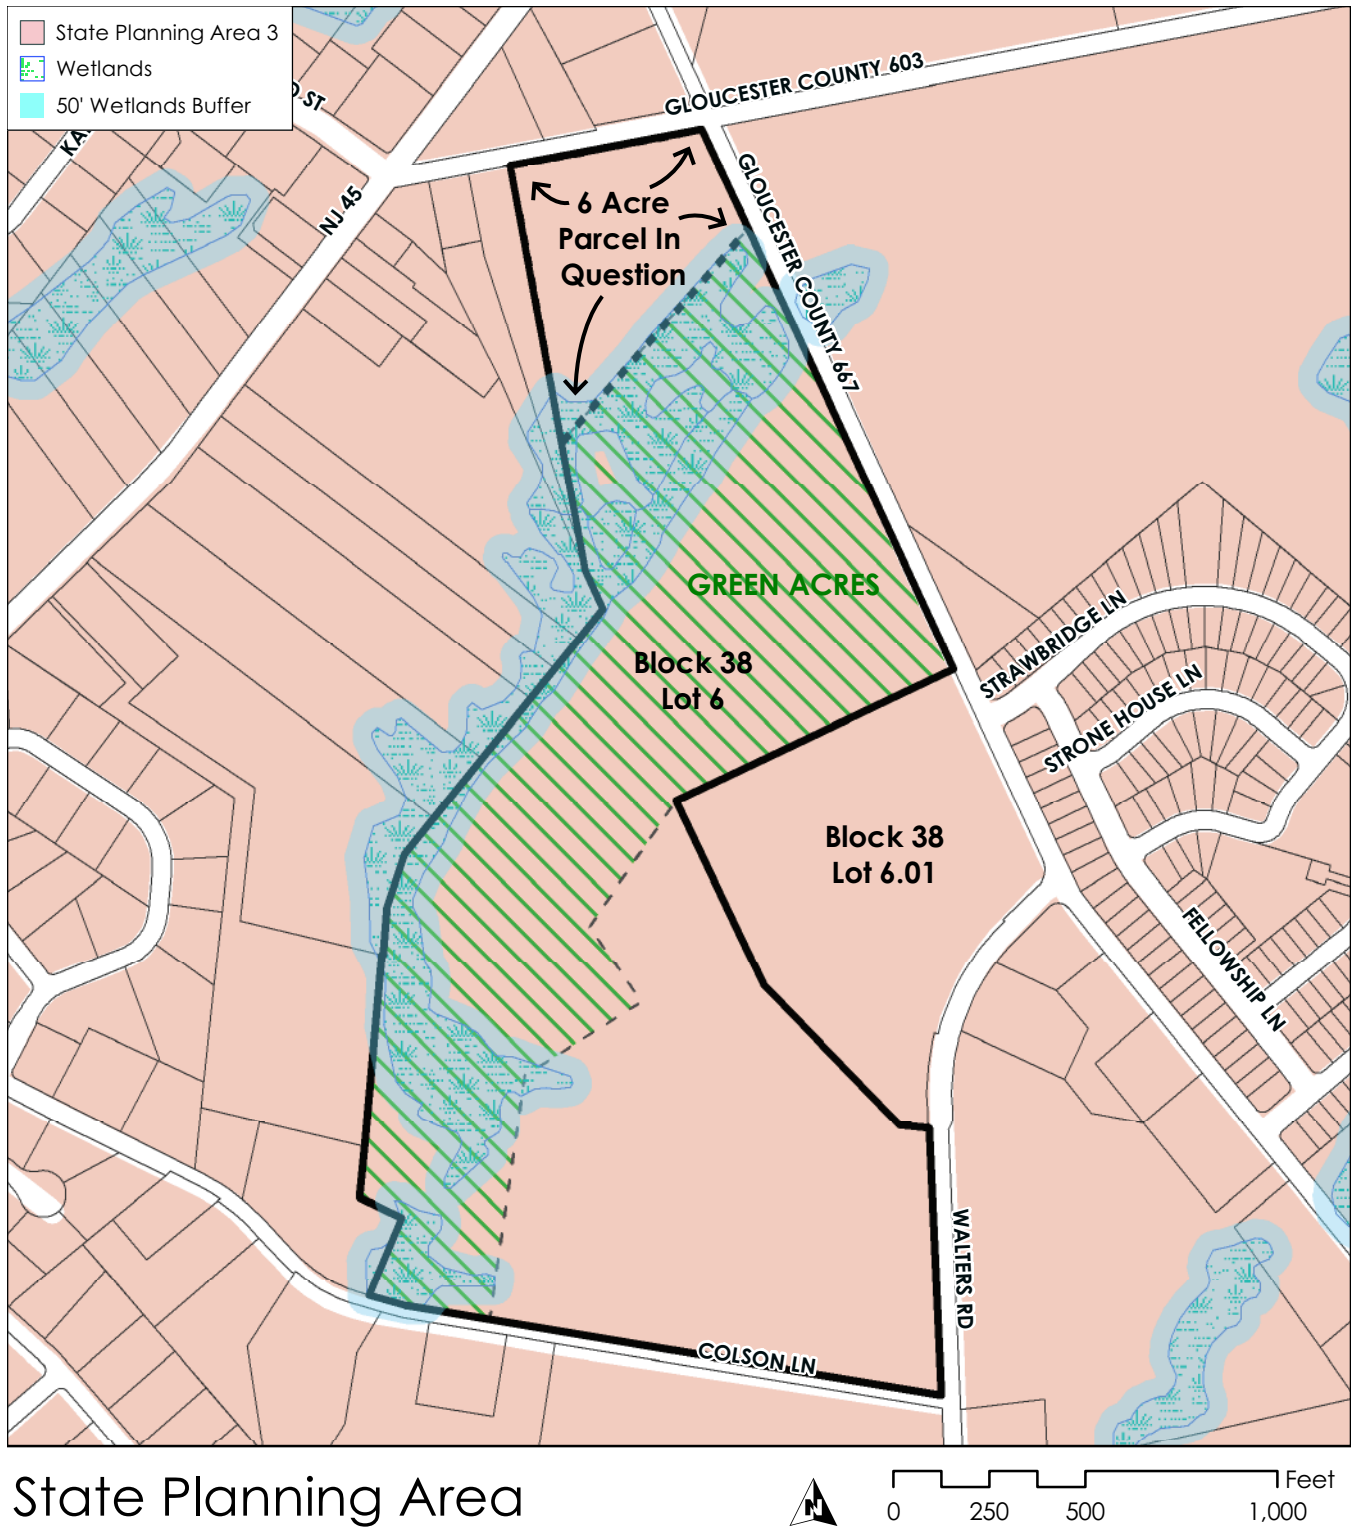 State Planning Area 3
Wetlands
50' Wetlands Buffer
D ST
KA
NJ 45
GLOUCESTER COUNTY 603
GLOUCESTER COUNTY 667
6 Acre
Parcel In
Question
GREEN ACRES
Block 38
Lot 6
STRAWBRIDGE LN
STRONE HOUSE LN
Block 38
Lot 6.01
FELLOWSHIP LN
WALTERS RD
COLSON LN
State Planning Area
N
Feet
0 250 500 1,000